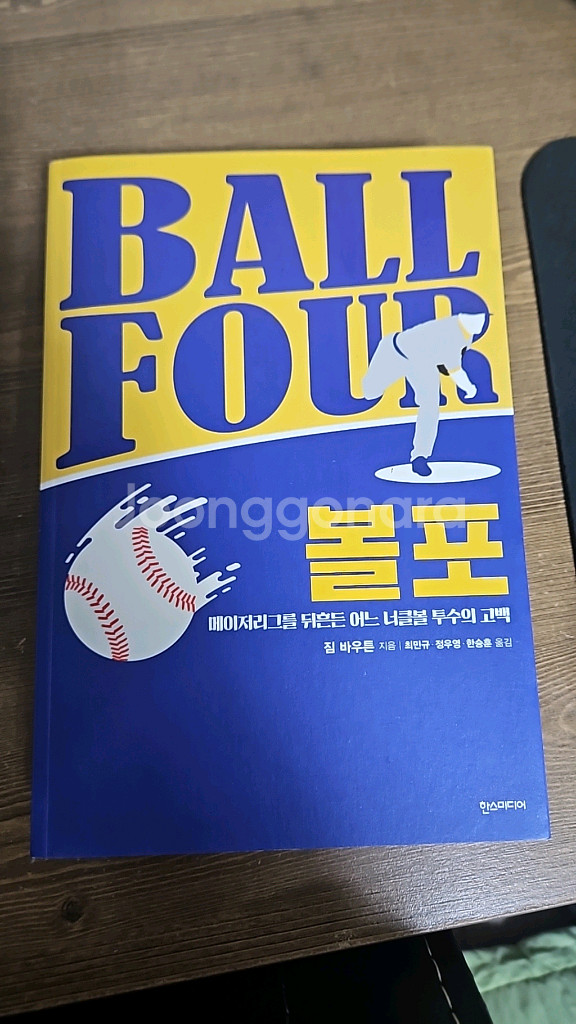 BALL
FOUR
joonggonara
볼포
메이저리그를 뒤흔든 어느 너클볼 투수의 고백
짐 바우튼 지음 | 최민규·정우영·한승훈 옮김
한스미디어